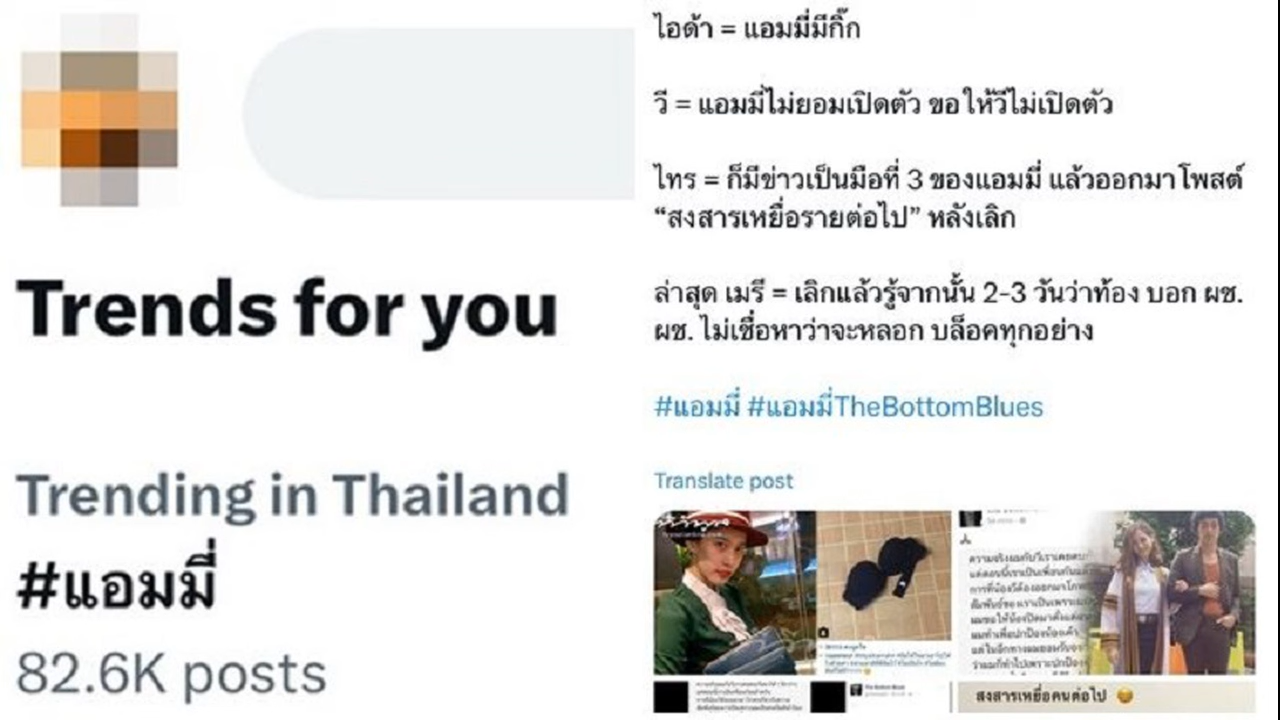 Trends for you
Trending in Thailand
#แอมมี่
82.6K posts
ไอด้า = แอมมี่มีกิ๊ก
วี = แอมมี่ไม่ยอมเปิดตัว ขอให้วีไม่เปิดตัว
ไทร = ก็มีข่าวเป็นมือที่ 3 ของแอมมี่ แล้วออกมาโพสต์
“สงสารเหยื่อรายต่อไป” หลังเลิก
ล่าสุด เมรี = เลิกแล้วรู้จากนั้น 2-3 วันว่าท้อง บอก ผช.
ผช. ไม่เชื่อหาว่าจะหลอก บล็อคทุกอย่าง
#แอมมี่ #แอมมี่TheBottomBlues
Translate post
The Bottom Blues
สงสารเหยื่อคนต่อไป